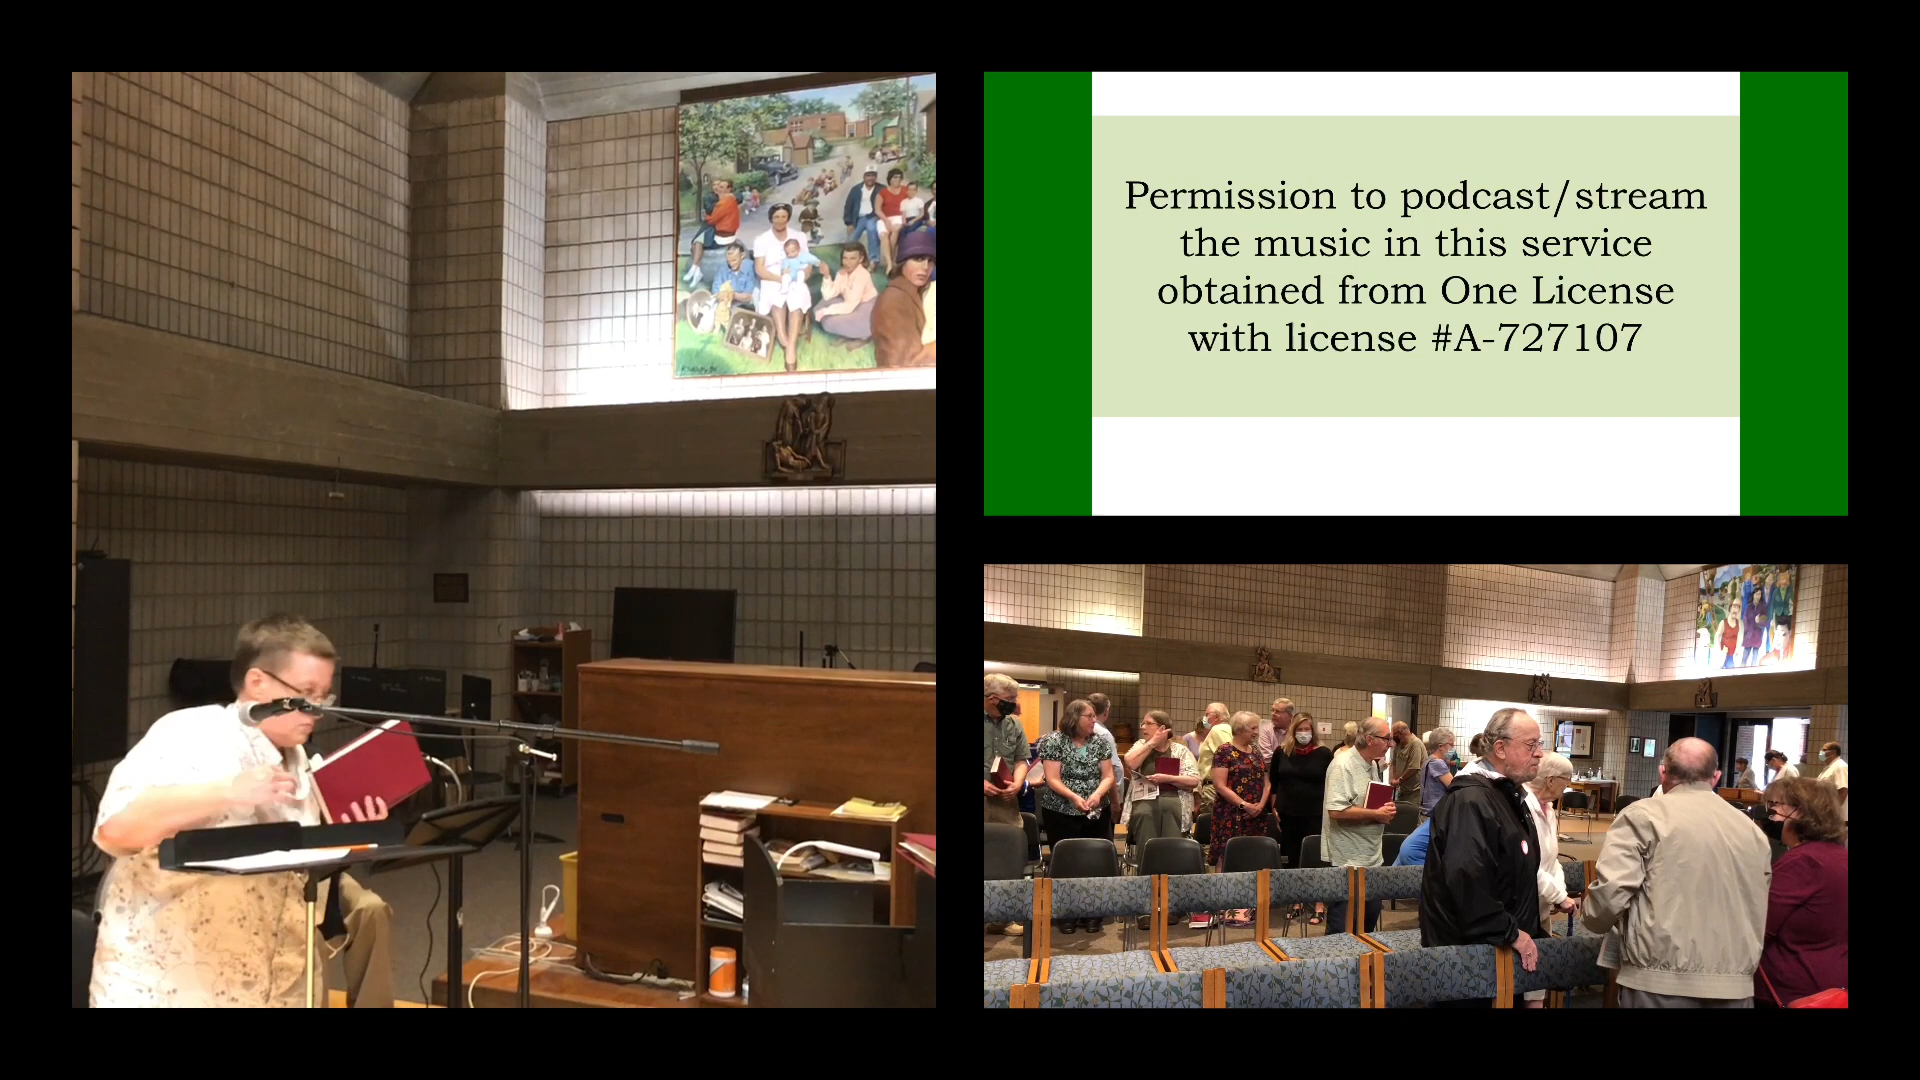 Permission to podcast/stream
the music in this service
obtained from One License
with license #A-727107